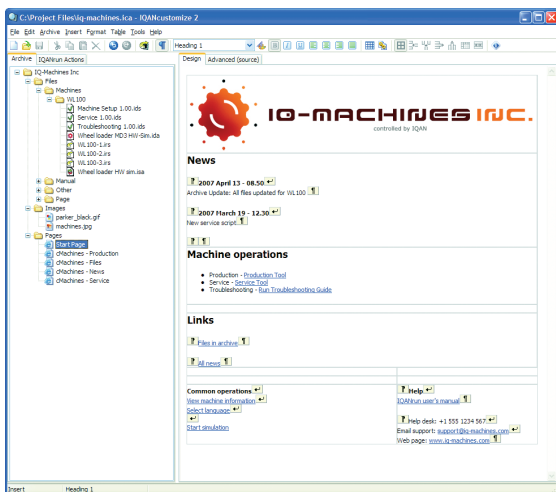 C:\Project Files\iq-machines.ica - IQANcustomize 2
File Edit Archive Insert Format Table Tools Help
Heading 1
Archive IQANrun Actions
Design Advanced (source)
IQ-Machines Inc
Files
Machines
WL100
Machine Setup 1.00.ids
Service 1.00.ids
Troubleshooting 1.00.ids
Wheel loader MD3 HW-Sim.ida
WL100-1.irs
WL100-2.irs
WL100-3.irs
Wheel loader HW sim.isa
Manual
Other
Page
Images
parker_black.gif
machines.jpg
Pages
Start Page
cMachines - Production
cMachines - Files
cMachines - News
cMachines - Service
IQ-MACHINES INC.
controlled by IQAN
News
2007 April 13 - 08.50
Archive Update: All files updated for WL100
2007 March 19 - 12.30
New service script
Machine operations
Production - Production Tool
Service - Service Tool
Troubleshooting - Run Troubleshooting Guide
Links
Files in archive
All news
Common operations
View machine information
Select language
Start simulation
Help
IQANrun user's manual
Help desk: +1 555 1234 567
Email support: support@iq-machines.com
Web page: www.iq-machines.com
Insert Heading 1